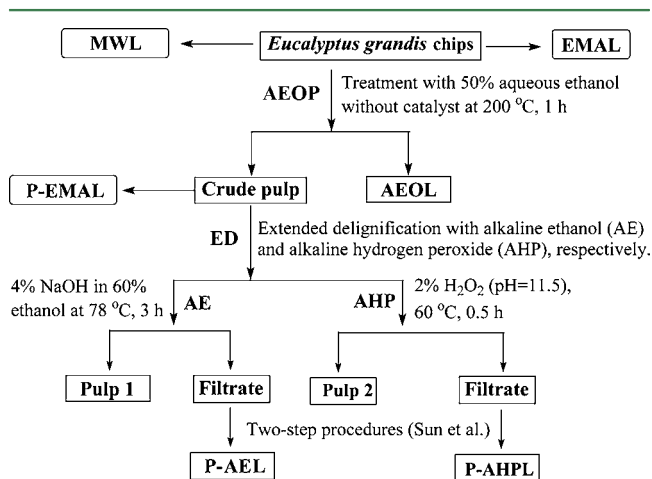 MWL
Eucalyptus grandis chips
EMAL
AEOP
Treatment with 50% aqueous ethanol
without catalyst at 200 °C, 1 h
P-EMAL
Crude pulp
AEOL
ED
Extended delignification with alkaline ethanol (AE)
and alkaline hydrogen peroxide (AHP), respectively.
4% NaOH in 60%
ethanol at 78 °C, 3 h
AE
AHP
2% H₂O₂ (pH=11.5),
60 °C, 0.5 h
Pulp 1
Filtrate
Pulp 2
Filtrate
Two-step procedures (Sun et al.)
P-AEL
P-AHPL